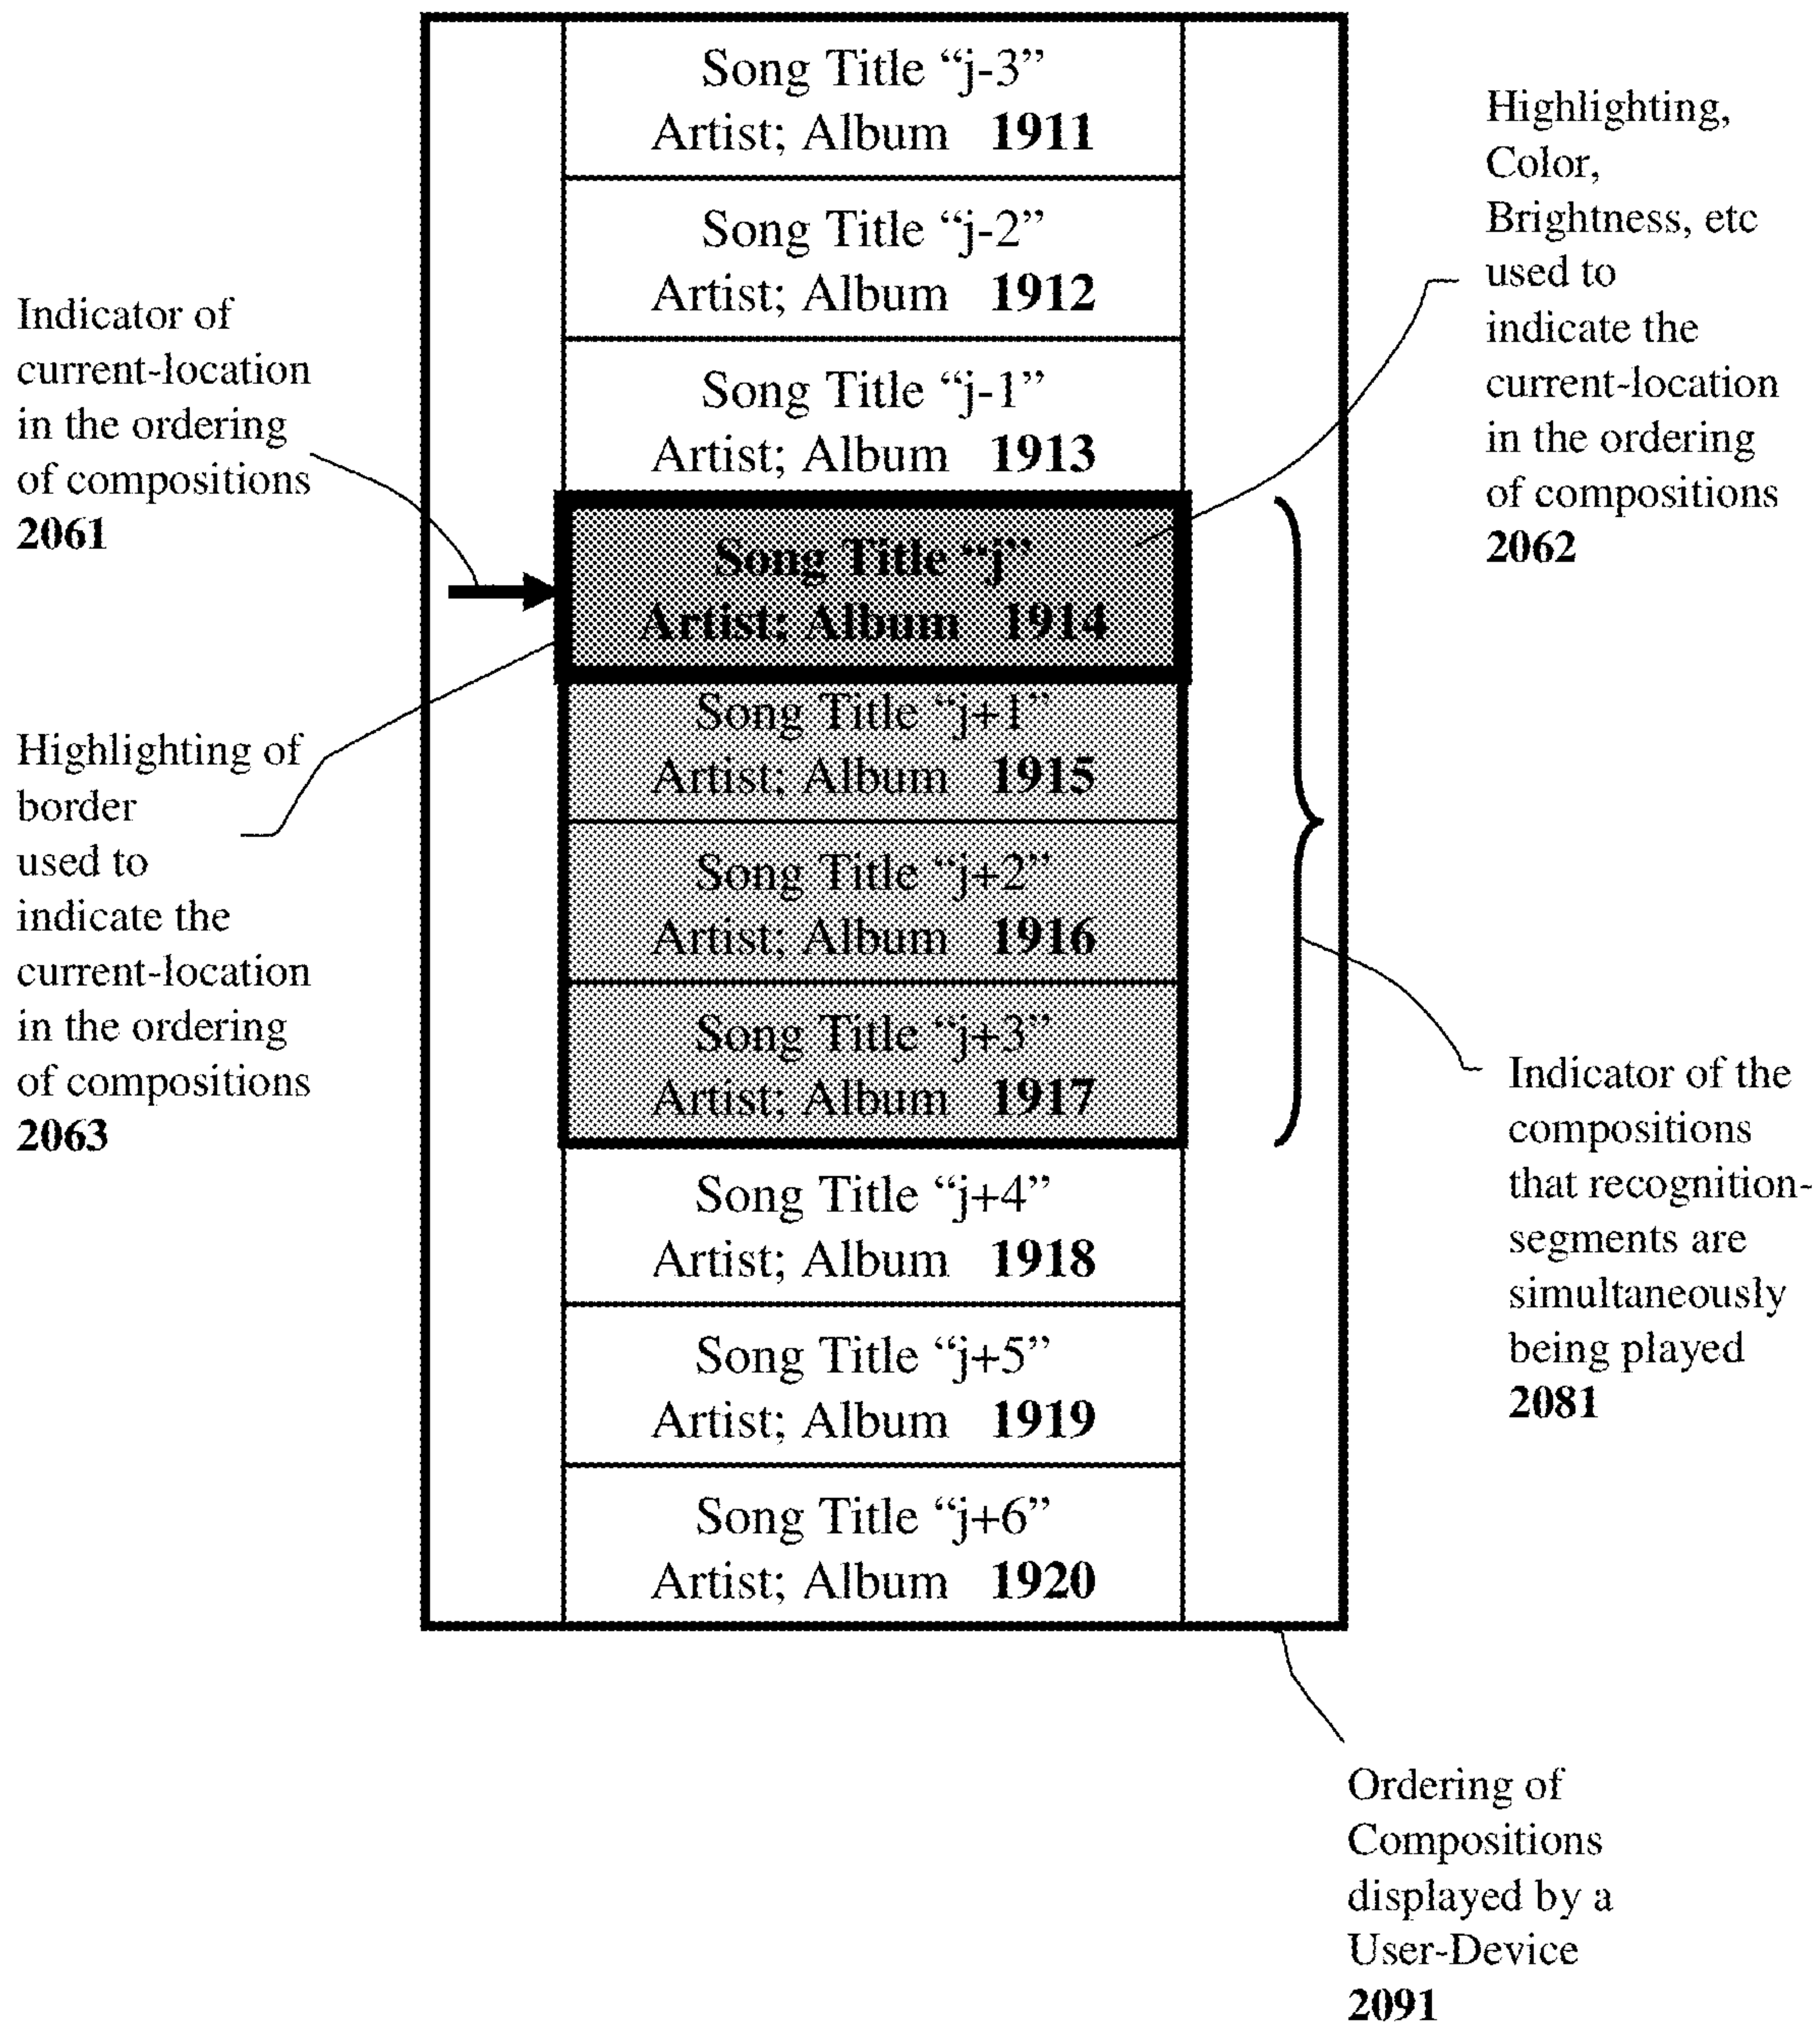 Song Title “j-3”
Artist; Album 1911
Song Title “j-2”
Artist; Album 1912
Song Title “j-1”
Artist; Album 1913
Song Title “j”
Artist; Album 1914
Song Title “j+1”
Artist; Album 1915
Song Title “j+2”
Artist; Album 1916
Song Title “j+3”
Artist; Album 1917
Song Title “j+4”
Artist; Album 1918
Song Title “j+5”
Artist; Album 1919
Song Title “j+6”
Artist; Album 1920
Indicator of
current-location
in the ordering
of compositions
2061
Highlighting of
border
used to
indicate the
current-location
in the ordering
of compositions
2063
Highlighting,
Color,
Brightness, etc
used to
indicate the
current-location
in the ordering
of compositions
2062
Indicator of the
compositions
that recognition-
segments are
simultaneously
being played
2081
Ordering of
Compositions
displayed by a
User-Device
2091